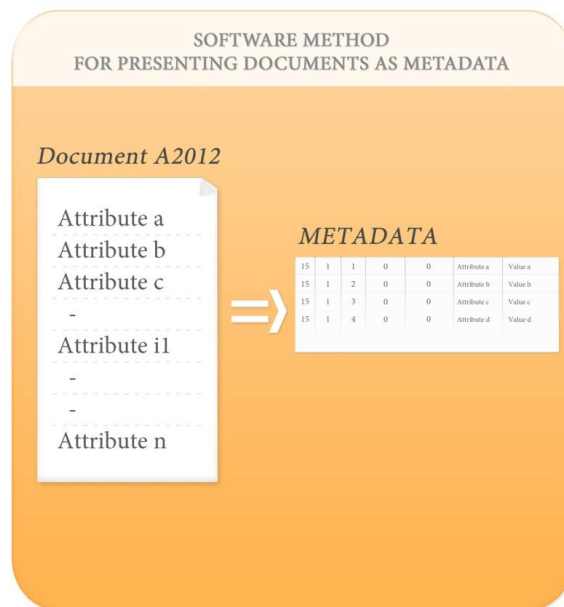 SOFTWARE METHOD
FOR PRESENTING DOCUMENTS AS METADATA
Document A2012
Attribute a
Attribute b
Attribute c
-
Attribute i1
-
-
Attribute n
METADATA
15 1 1 0 0 Attribute a Value a
15 1 2 0 0 Attribute b Value b
15 1 3 0 0 Attribute c Value c
15 1 4 0 0 Attribute d Value d